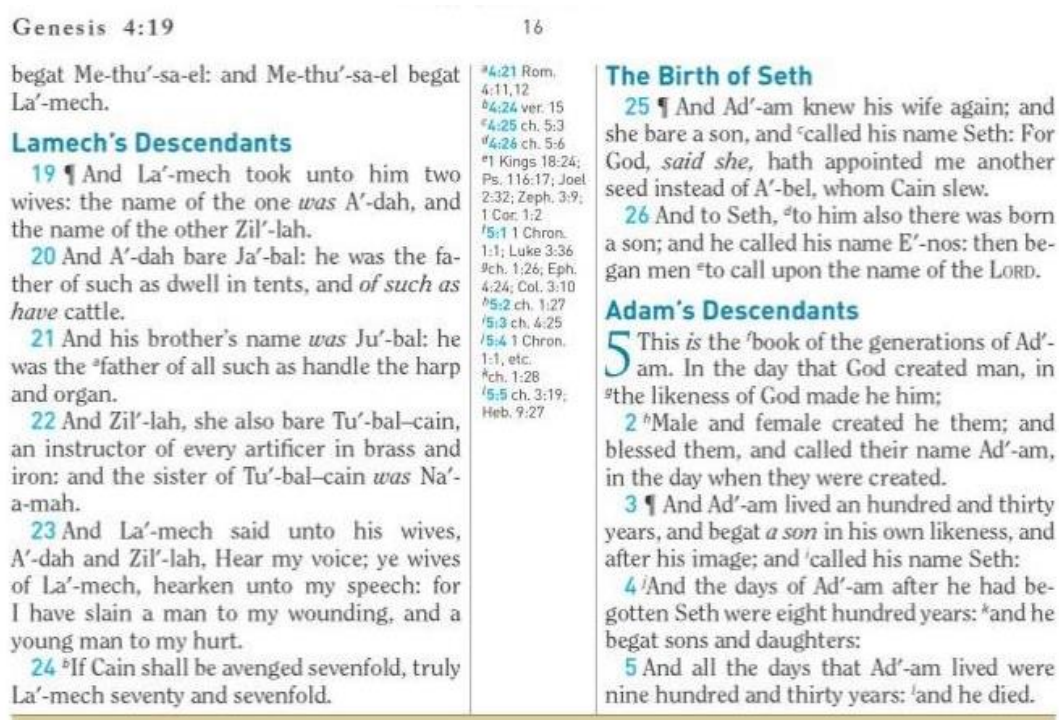 Genesis 4:19
16
begat Me-thu′-sa-el: and Me-thu′-sa-el begat
La′-mech.
Lamech's Descendants
19 ¶ And La′-mech took unto him two
wives: the name of the one was A′-dah, and
the name of the other Zil′-lah.
20 And A′-dah bare Ja′-bal: he was the fa-
ther of such as dwell in tents, and of such as
have cattle.
21 And his brother's name was Ju′-bal: he
was the ᵃfather of all such as handle the harp
and organ.
22 And Zil′-lah, she also bare Tu′-bal–cain,
an instructor of every artificer in brass and
iron: and the sister of Tu′-bal–cain was Na′-
a-mah.
23 And La′-mech said unto his wives,
A′-dah and Zil′-lah, Hear my voice; ye wives
of La′-mech, hearken unto my speech: for
I have slain a man to my wounding, and a
young man to my hurt.
24 ᵇIf Cain shall be avenged sevenfold, truly
La′-mech seventy and sevenfold.
ᵃ4:21 Rom.
4:11,12
ᵇ4:24 ver. 15
ᶜ4:25 ch. 5:3
ᵈ4:26 ch. 5:6
ᵉ1 Kings 18:24;
Ps. 116:17; Joel
2:32; Zeph. 3:9;
1 Cor. 1:2
ᶠ5:1 1 Chron.
1:1; Luke 3:36
ᵍch. 1:26; Eph.
4:24; Col. 3:10
ʰ5:2 ch. 1:27
ⁱ5:3 ch. 4:25
ʲ5:4 1 Chron.
1:1, etc.
ᵏch. 1:28
ˡ5:5 ch. 3:19;
Heb. 9:27
The Birth of Seth
25 ¶ And Ad′-am knew his wife again; and
she bare a son, and ᶜcalled his name Seth: For
God, said she, hath appointed me another
seed instead of A′-bel, whom Cain slew.
26 And to Seth, ᵈto him also there was born
a son; and he called his name E′-nos: then be-
gan men ᵉto call upon the name of the LORD.
Adam's Descendants
5 This is the ᶠbook of the generations of Ad′-
am. In the day that God created man, in
ᵍthe likeness of God made he him;
2 ʰMale and female created he them; and
blessed them, and called their name Ad′-am,
in the day when they were created.
3 ¶ And Ad′-am lived an hundred and thirty
years, and begat a son in his own likeness, and
after his image; and ⁱcalled his name Seth:
4 ʲAnd the days of Ad′-am after he had be-
gotten Seth were eight hundred years: ᵏand he
begat sons and daughters:
5 And all the days that Ad′-am lived were
nine hundred and thirty years: ˡand he died.